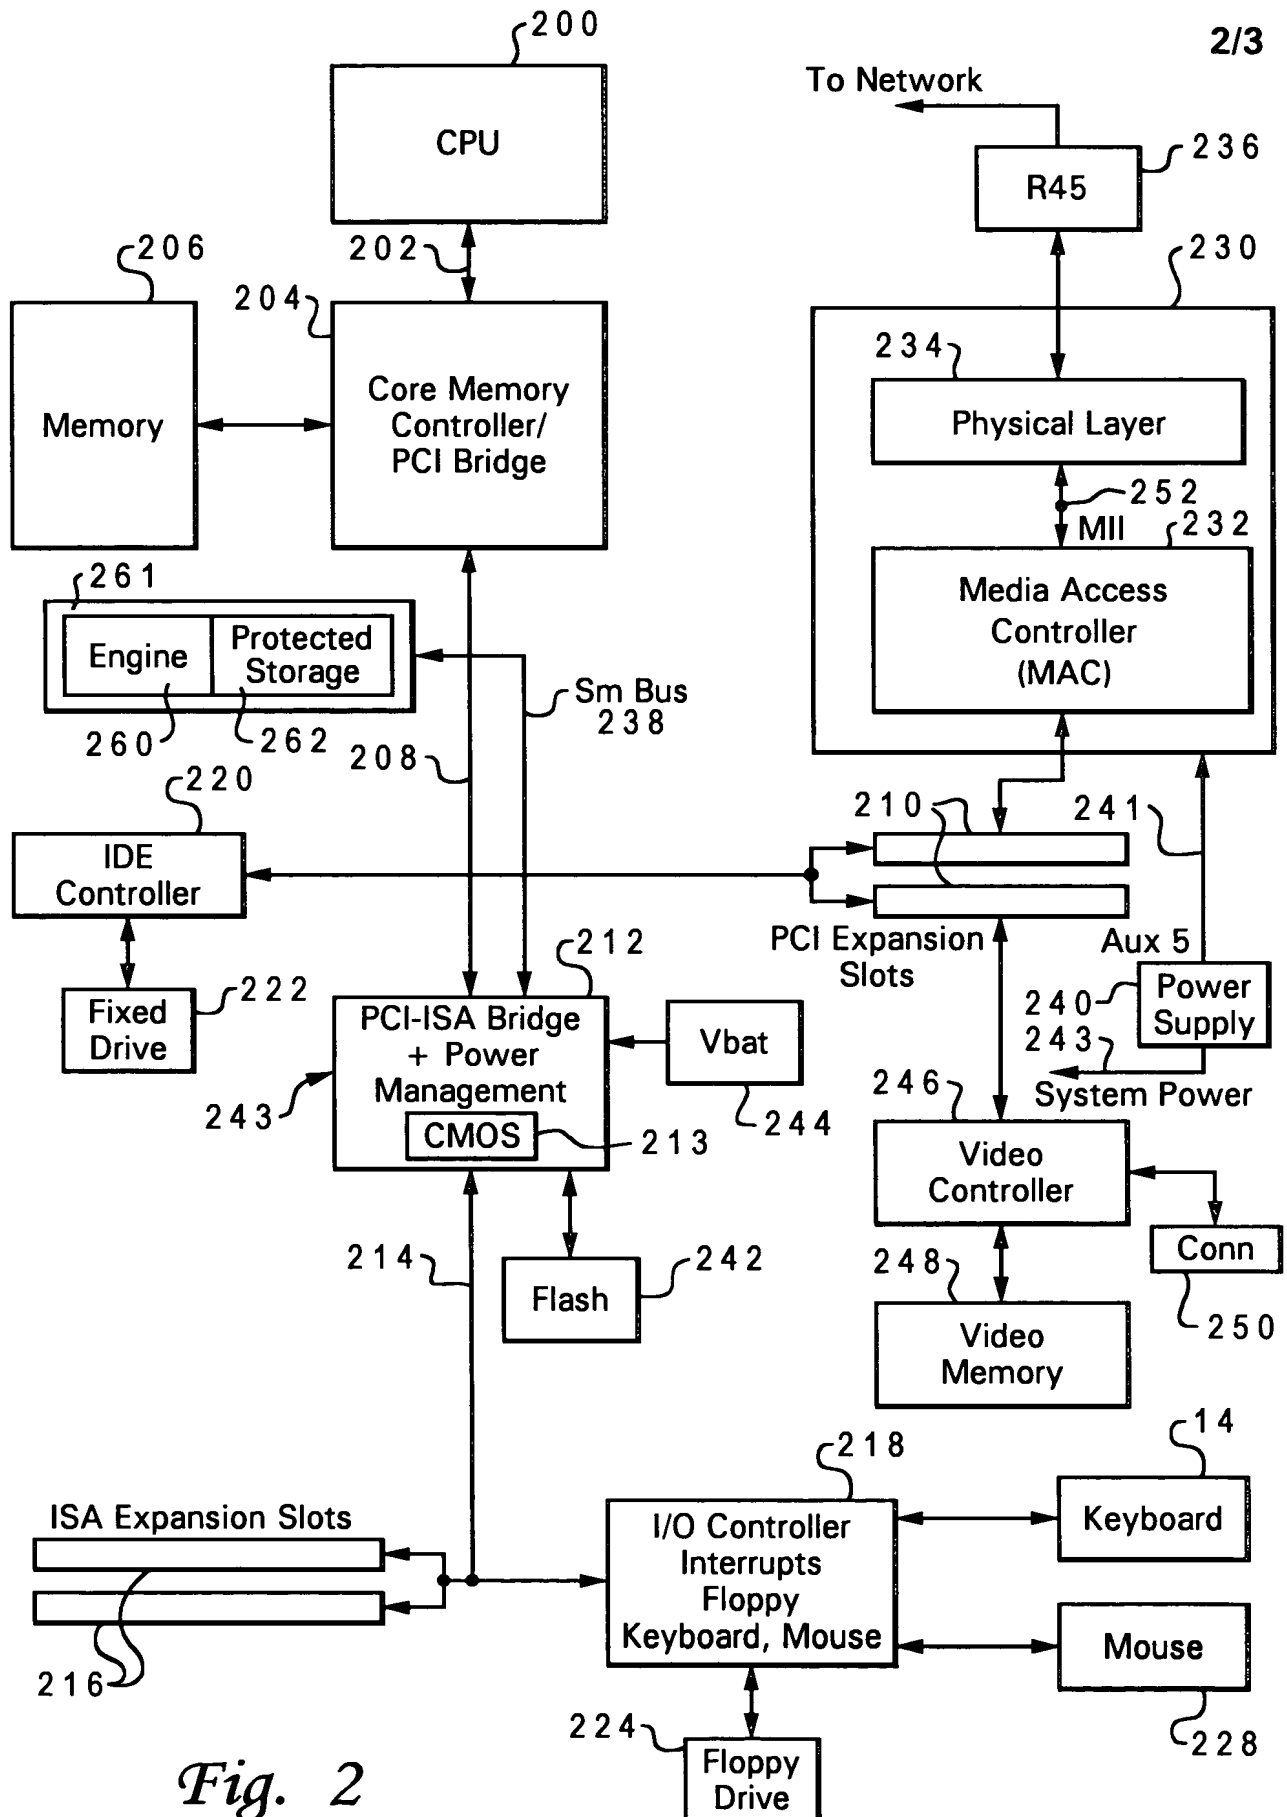 2/3
200
CPU
To Network
236
R45
202
206
204
230
Memory
Core Memory
Controller/
PCI Bridge
234
Physical Layer
252
MII
232
Media Access
Controller
(MAC)
261
Engine
Protected
Storage
260
262
Sm Bus
238
208
220
IDE
Controller
210
241
PCI Expansion
Slots
Aux 5
240
Power
Supply
243
System Power
222
Fixed
Drive
212
PCI-ISA Bridge
+ Power
Management
CMOS
213
243
Vbat
244
246
Video
Controller
Conn
250
248
Video
Memory
214
Flash
242
218
I/O Controller
Interrupts
Floppy
Keyboard, Mouse
14
Keyboard
Mouse
228
ISA Expansion Slots
216
224
Floppy
Drive
Fig. 2